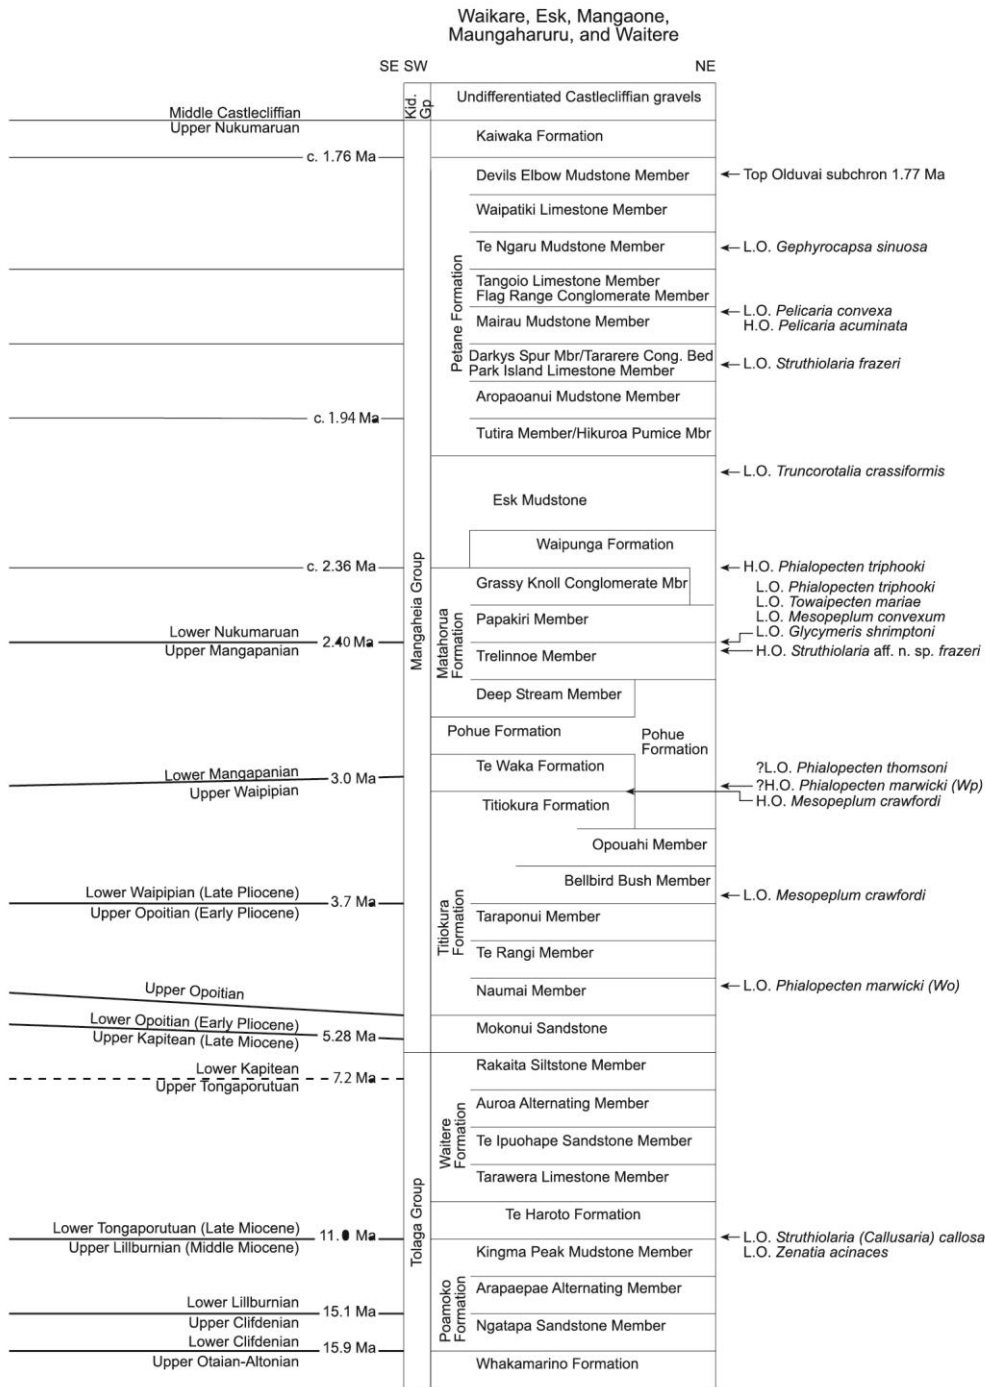 Waikare, Esk, Mangaone,
Maungaharuru, and Waitere
SE SW
NE
Kid.
Gp
Undifferentiated Castlecliffian gravels
Middle Castlecliffian
Upper Nukumaruan
Kaiwaka Formation
c. 1.76 Ma
Petane Formation
Devils Elbow Mudstone Member
Top Olduvai subchron 1.77 Ma
Waipatiki Limestone Member
Te Ngaru Mudstone Member
L.O. Gephyrocapsa sinuosa
Tangoio Limestone Member
Flag Range Conglomerate Member
L.O. Pelicaria convexa
H.O. Pelicaria acuminata
Mairau Mudstone Member
Darkys Spur Mbr/Tararere Cong. Bed
Park Island Limestone Member
L.O. Struthiolaria frazeri
Aropaoanui Mudstone Member
c. 1.94 Ma
Tutira Member/Hikuroa Pumice Mbr
Mangaheia Group
L.O. Truncorotalia crassiformis
Esk Mudstone
Waipunga Formation
c. 2.36 Ma
H.O. Phialopecten triphooki
Matahorua
Formation
Grassy Knoll Conglomerate Mbr
L.O. Phialopecten triphooki
L.O. Towaipecten mariae
L.O. Mesopeplum convexum
L.O. Glycymeris shrimptoni
Papakiri Member
Lower Nukumaruan
2.40 Ma
Upper Mangapanian
H.O. Struthiolaria aff. n. sp. frazeri
Trelinnoe Member
Deep Stream Member
Pohue Formation
Pohue
Formation
Te Waka Formation
Lower Mangapanian
3.0 Ma
Upper Waipipian
?L.O. Phialopecten thomsoni
?H.O. Phialopecten marwicki (Wp)
H.O. Mesopeplum crawfordi
Titiokura Formation
Opouahi Member
Titiokura
Formation
Bellbird Bush Member
L.O. Mesopeplum crawfordi
Lower Waipipian (Late Pliocene)
3.7 Ma
Upper Opoitian (Early Pliocene)
Taraponui Member
Te Rangi Member
Naumai Member
L.O. Phialopecten marwicki (Wo)
Upper Opoitian
Lower Opoitian (Early Pliocene)
5.28 Ma
Upper Kapitean (Late Miocene)
Mokonui Sandstone
Tolaga Group
Waitere
Formation
Rakaita Siltstone Member
Lower Kapitean
7.2 Ma
Upper Tongaporutuan
Auroa Alternating Member
Te Ipuohape Sandstone Member
Tarawera Limestone Member
Te Haroto Formation
Lower Tongaporutuan (Late Miocene)
Ma
Upper Lillburnian (Middle Miocene)
L.O. Struthiolaria (Callusaria) callosa
L.O. Zenatia acinaces
Poamoko
Formation
Kingma Peak Mudstone Member
Arapaepae Alternating Member
Lower Lillburnian
15.1 Ma
Upper Clifdenian
Ngatapa Sandstone Member
Lower Clifdenian
15.9 Ma
Upper Otaian-Altonian
Whakamarino Formation